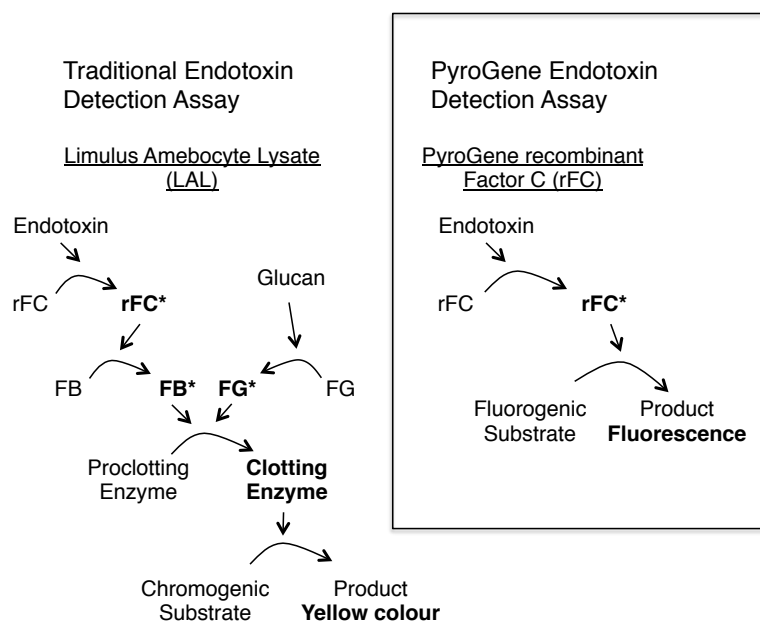 Traditional Endotoxin
Detection Assay
Limulus Amebocyte Lysate
(LAL)
Endotoxin
Glucan
rFC
rFC*
FB
FB*
FG*
FG
Proclotting
Enzyme
Clotting
Enzyme
Chromogenic
Substrate
Product
Yellow colour
PyroGene Endotoxin
Detection Assay
PyroGene recombinant
Factor C (rFC)
Endotoxin
rFC
rFC*
Fluorogenic
Substrate
Product
Fluorescence